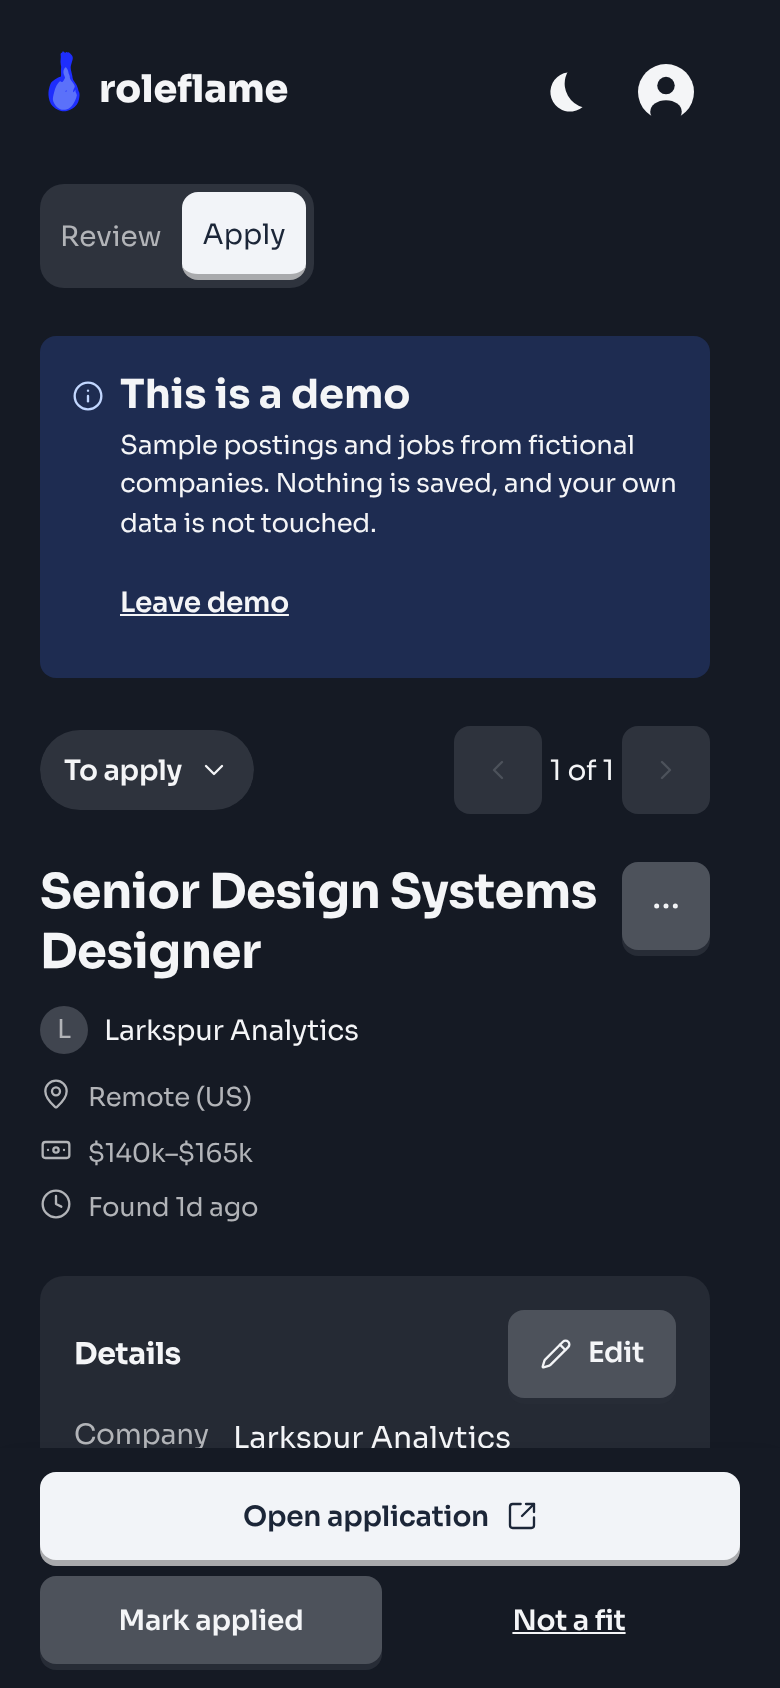 roleflame
Review Apply
This is a demo
Sample postings and jobs from fictional
companies. Nothing is saved, and your own
data is not touched.
Leave demo
To apply
1 of 1
Senior Design Systems
Designer
...
L Larkspur Analytics
Remote (US)
$140k–$165k
Found 1d ago
Details
Edit
Company Larkspur Analytics
Open application
Mark applied
Not a fit